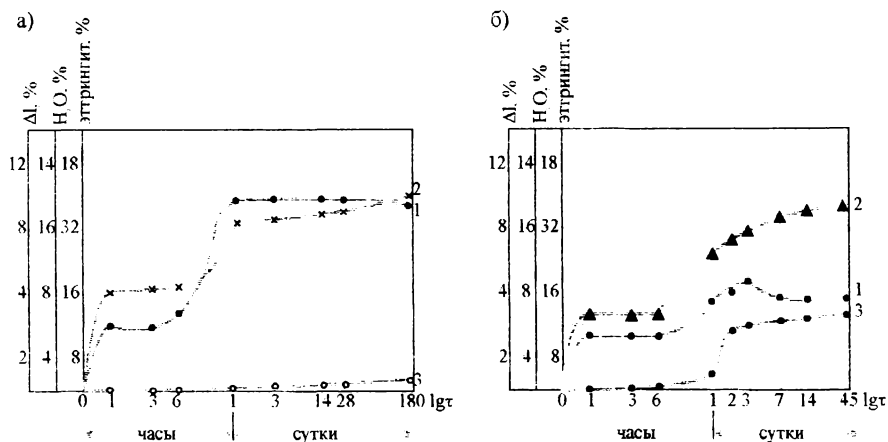 а)
Δl. %
H₂O. %
эттрингит. %
12 14 18
8 16 32
4 8 16
2 4 8
2
1
3
0 1 3 6 1 3 14 28 180 lgτ
часы сутки
б)
Δl. %
H₂O. %
эттрингит. %
12 14 18
8 16 32
4 8 16
2 4 8
2
1
3
0 1 3 6 1 2 3 7 14 45 lgτ
часы сутки